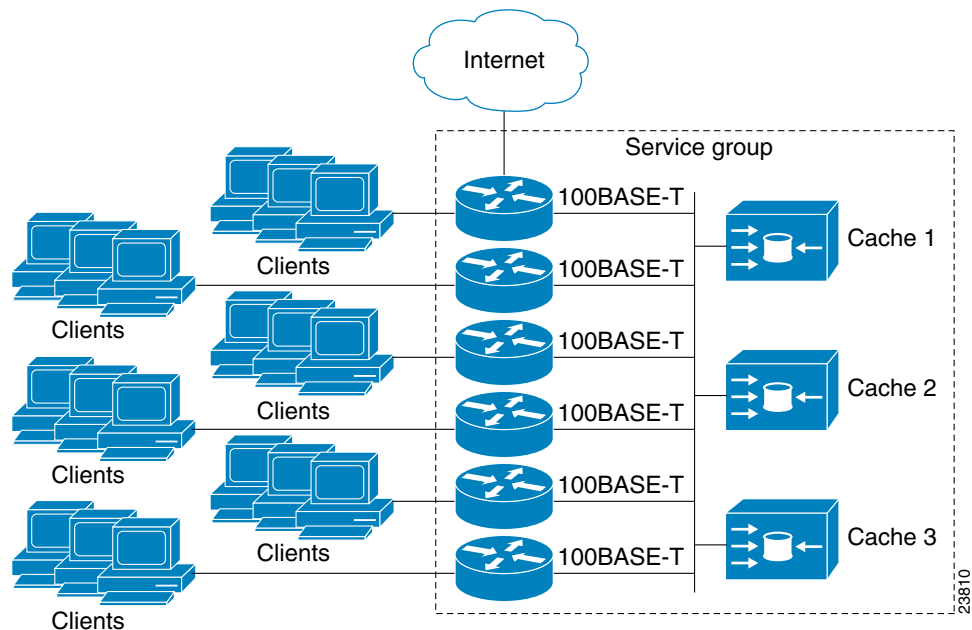 Internet
Service group
100BASE-T
Cache 1
Clients
100BASE-T
Clients
100BASE-T
Clients
100BASE-T
Cache 2
Clients
100BASE-T
Clients
100BASE-T
Cache 3
Clients
23810